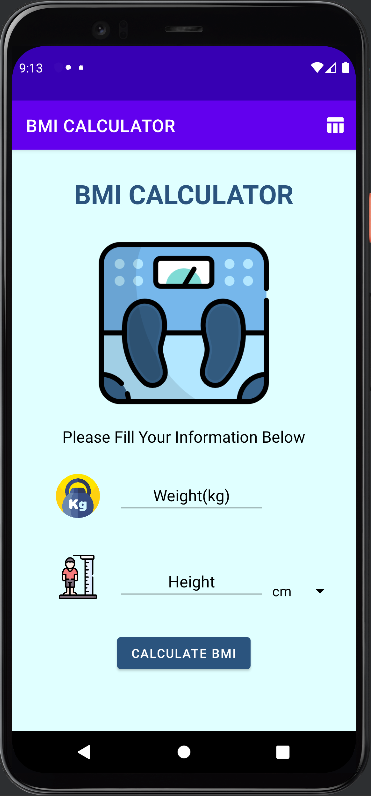 9:13
BMI CALCULATOR
BMI CALCULATOR
Please Fill Your Information Below
Kg
Weight(kg)
Height
cm
CALCULATE BMI